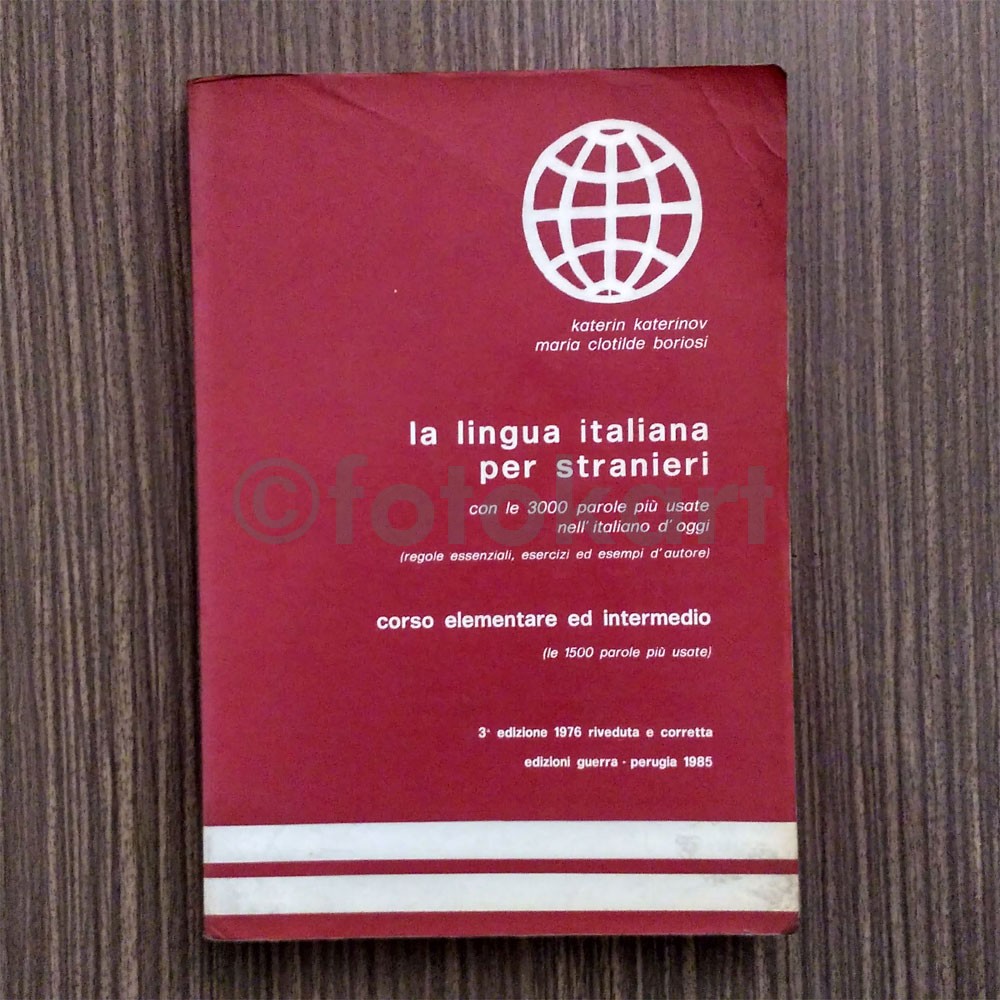 katerin katerinov
maria clotilde boriosi
la lingua italiana
per stranieri
©fotokart
con le 3000 parole più usate
nell'italiano d'oggi
(regole essenziali, esercizi ed esempi d'autore)
corso elementare ed intermedio
(le 1500 parole più usate)
3ª edizione 1976 riveduta e corretta
edizioni guerra - perugia 1985